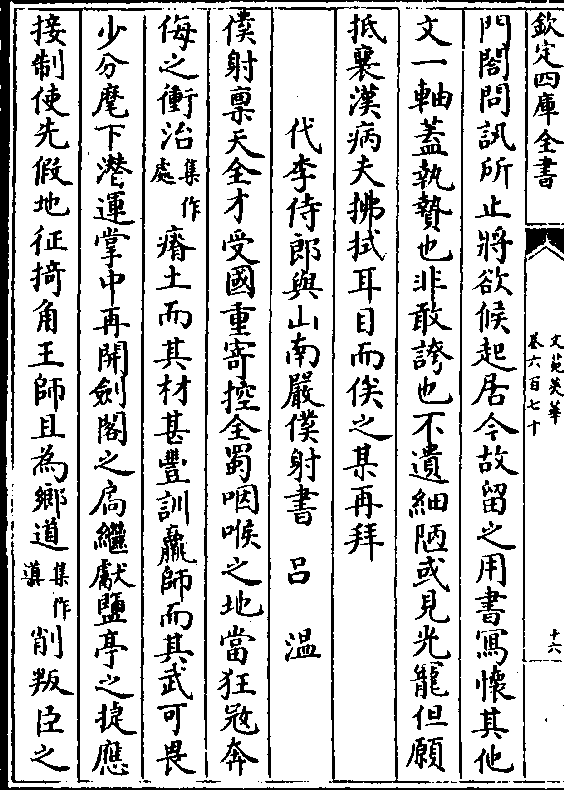 欽定四庫全書
文苑英華
卷六百七十
十六
門閤問訊所止將欲候起居今故留之用書寫懷其他
文一軸蓋執贄也非敢誇也不遺細陋或見光寵但願
抵襄漢病夫拂拭耳目而俟之某再拜
代李侍郎與山南嚴僕射書 呂溫
僕射稟天全才受國重寄控全蜀咽喉之地當狂寇奔
侮之衝治集作處瘠土而其材甚豐訓羸師而其武可畏
少分麾下潛運掌中再開劍閣之扃繼獻鹽亭之捷應
接制使先假地征掎角王師且為鄉道集作導削叛臣之